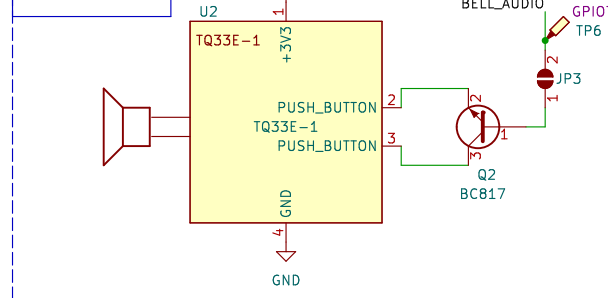 BELL_AUDIO
GPIO
TP6
U2
TQ33E-1
1
+3V3
2
JP3
1
2
PUSH_BUTTON
2
TQ33E-1
1
3
PUSH_BUTTON
3
Q2
BC817
GND
4
GND